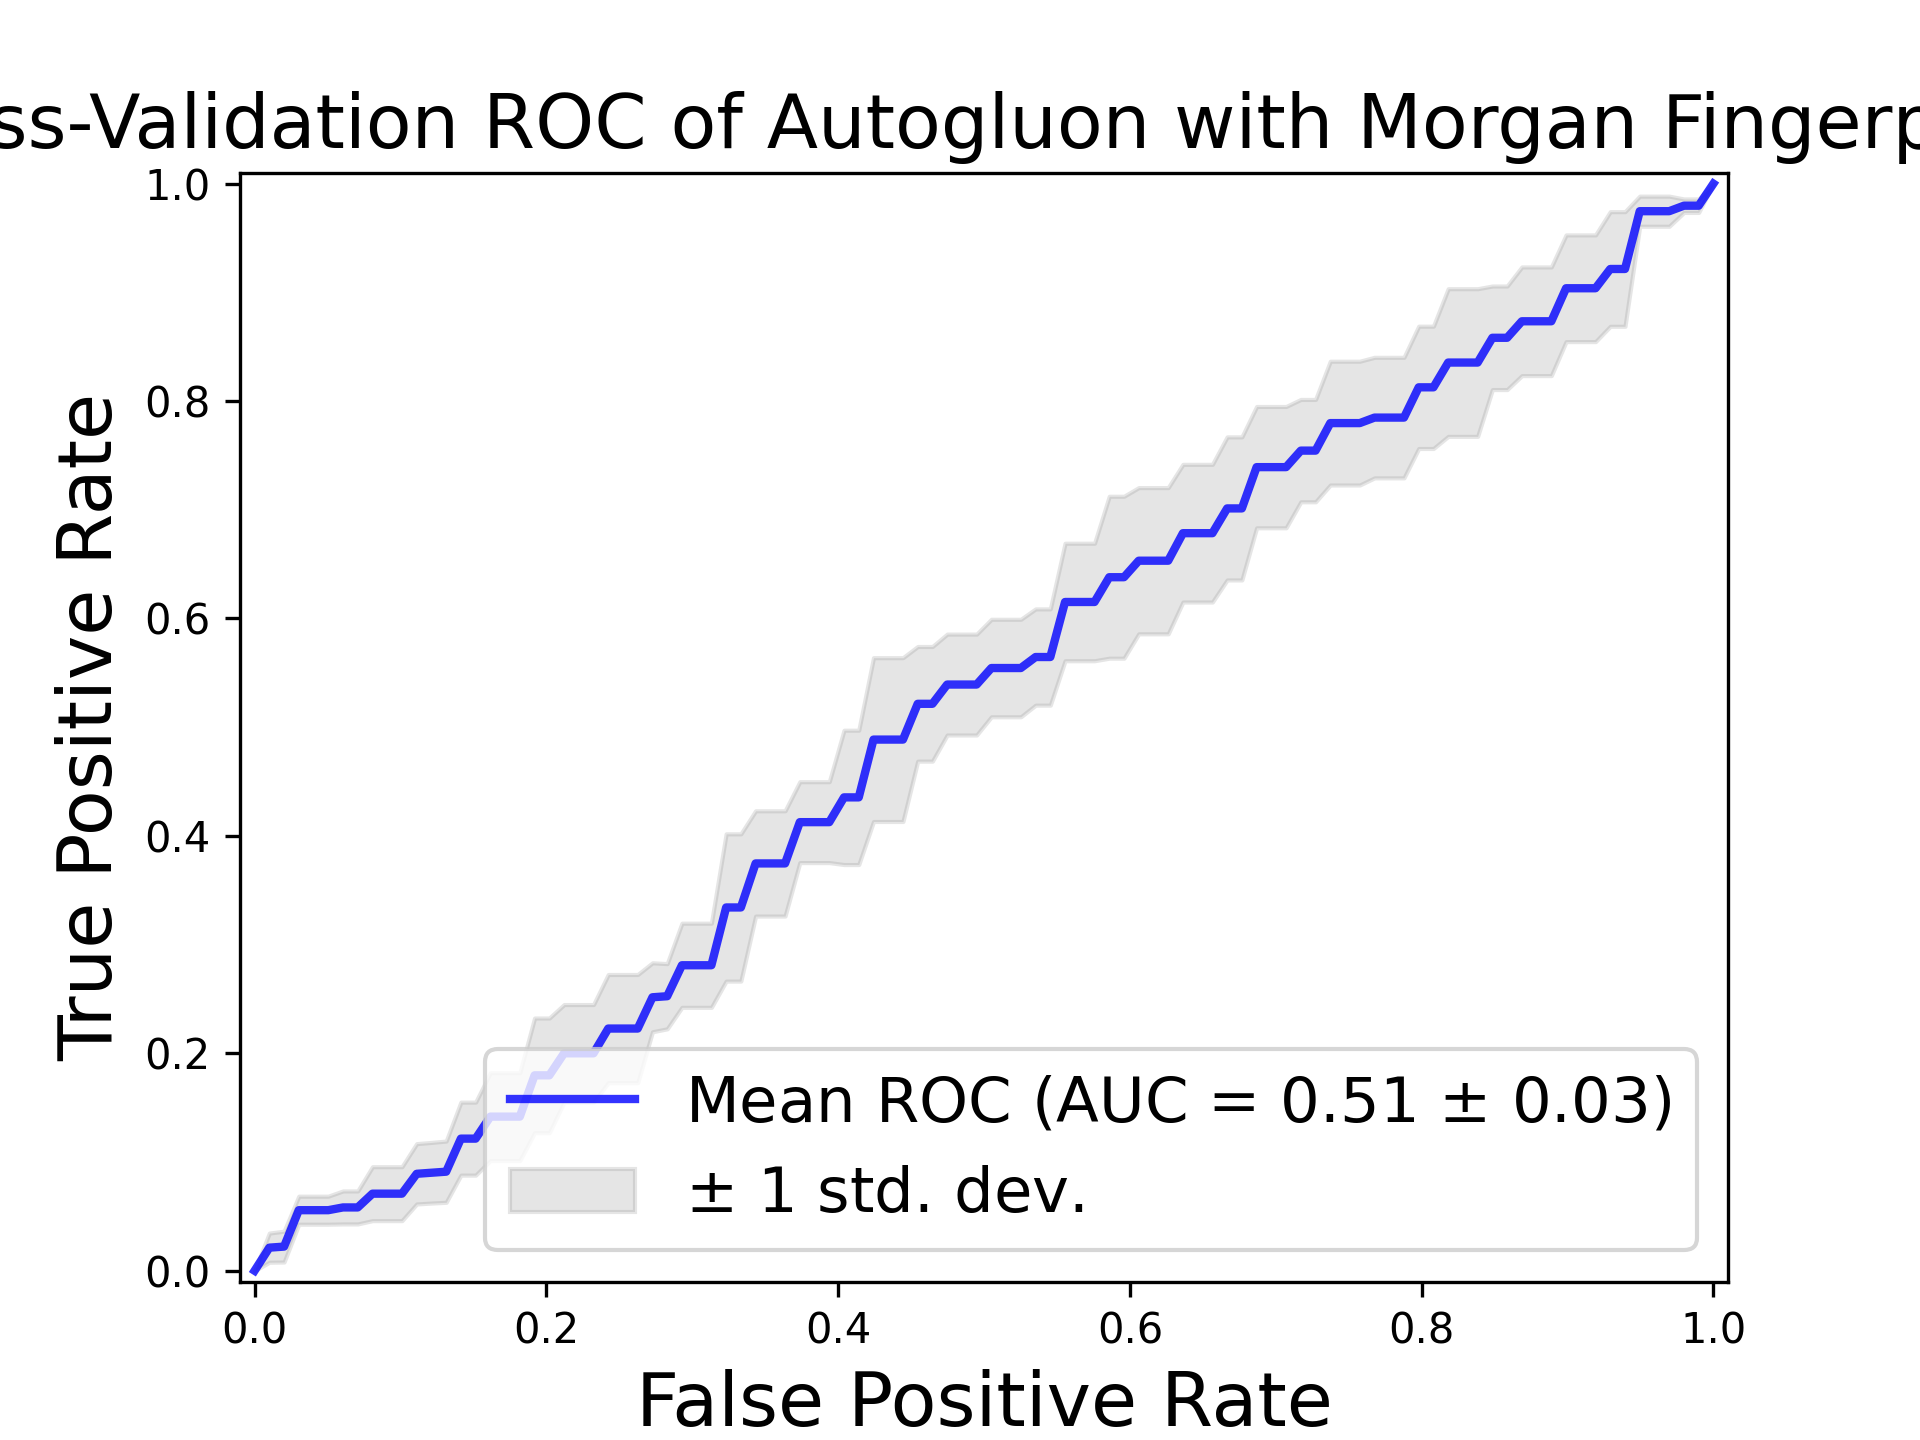 ss-Validation ROC of Autogluon with Morgan Fingerp
1.0
0.8
0.6
0.4
0.2
0.0
True Positive Rate
Mean ROC (AUC = 0.51 ± 0.03)
± 1 std. dev.
0.0 0.2 0.4 0.6 0.8 1.0
False Positive Rate